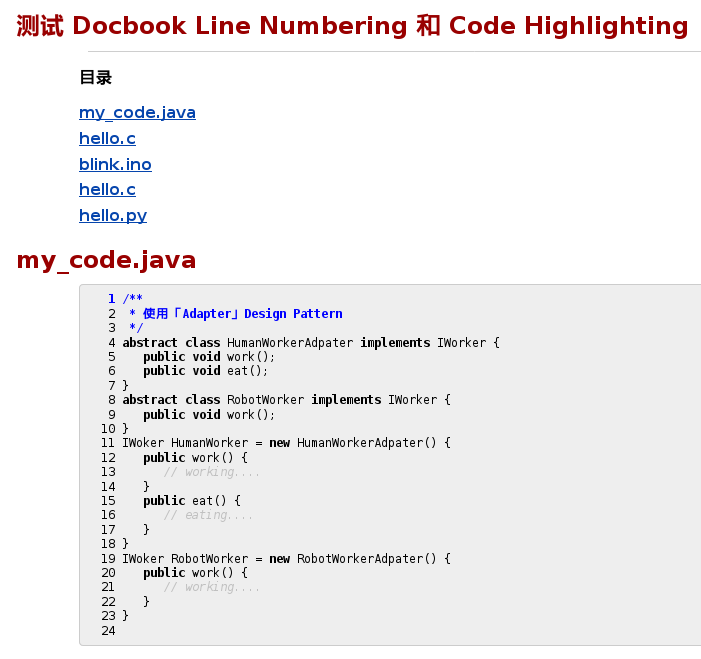 测试 Docbook Line Numbering 和 Code Highlighting
目录
my_code.java
hello.c
blink.ino
hello.c
hello.py
my_code.java
1 /**
2  * 使用「Adapter」Design Pattern
3  */
4 abstract class HumanWorkerAdpater implements IWorker {
5    public void work();
6    public void eat();
7 }
8 abstract class RobotWorker implements IWorker {
9    public void work();
10 }
11 IWoker HumanWorker = new HumanWorkerAdpater() {
12    public work() {
13       // working....
14    }
15    public eat() {
16       // eating....
17    }
18 }
19 IWoker RobotWorker = new RobotWorkerAdpater() {
20    public work() {
21       // working....
22    }
23 }
24